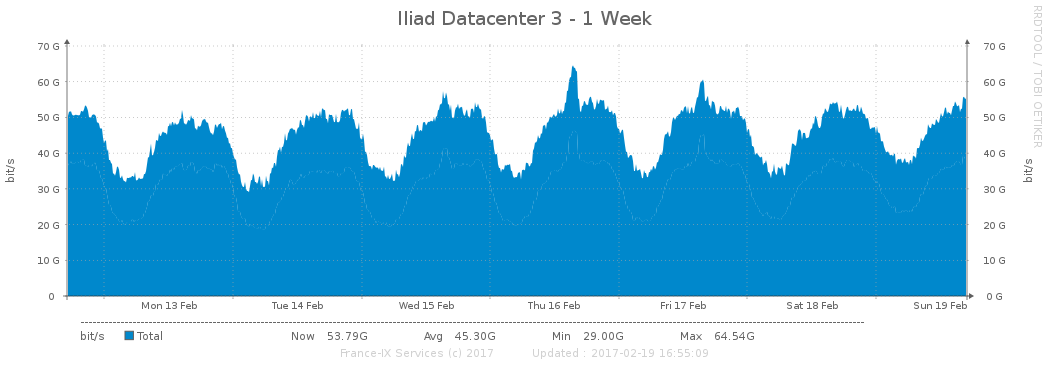 Iliad Datacenter 3 - 1 Week
RRDTOOL / TOBI OETIKER
bit/s
70 G
60 G
50 G
40 G
30 G
20 G
10 G
0
70 G
60 G
50 G
40 G
30 G
20 G
10 G
0 G
bit/s
Mon 13 Feb Tue 14 Feb Wed 15 Feb Thu 16 Feb Fri 17 Feb Sat 18 Feb Sun 19 Feb
bit/s Total Now 53.79G Avg 45.30G Min 29.00G Max 64.54G
France-IX Services (c) 2017 Updated : 2017-02-19 16:55:09